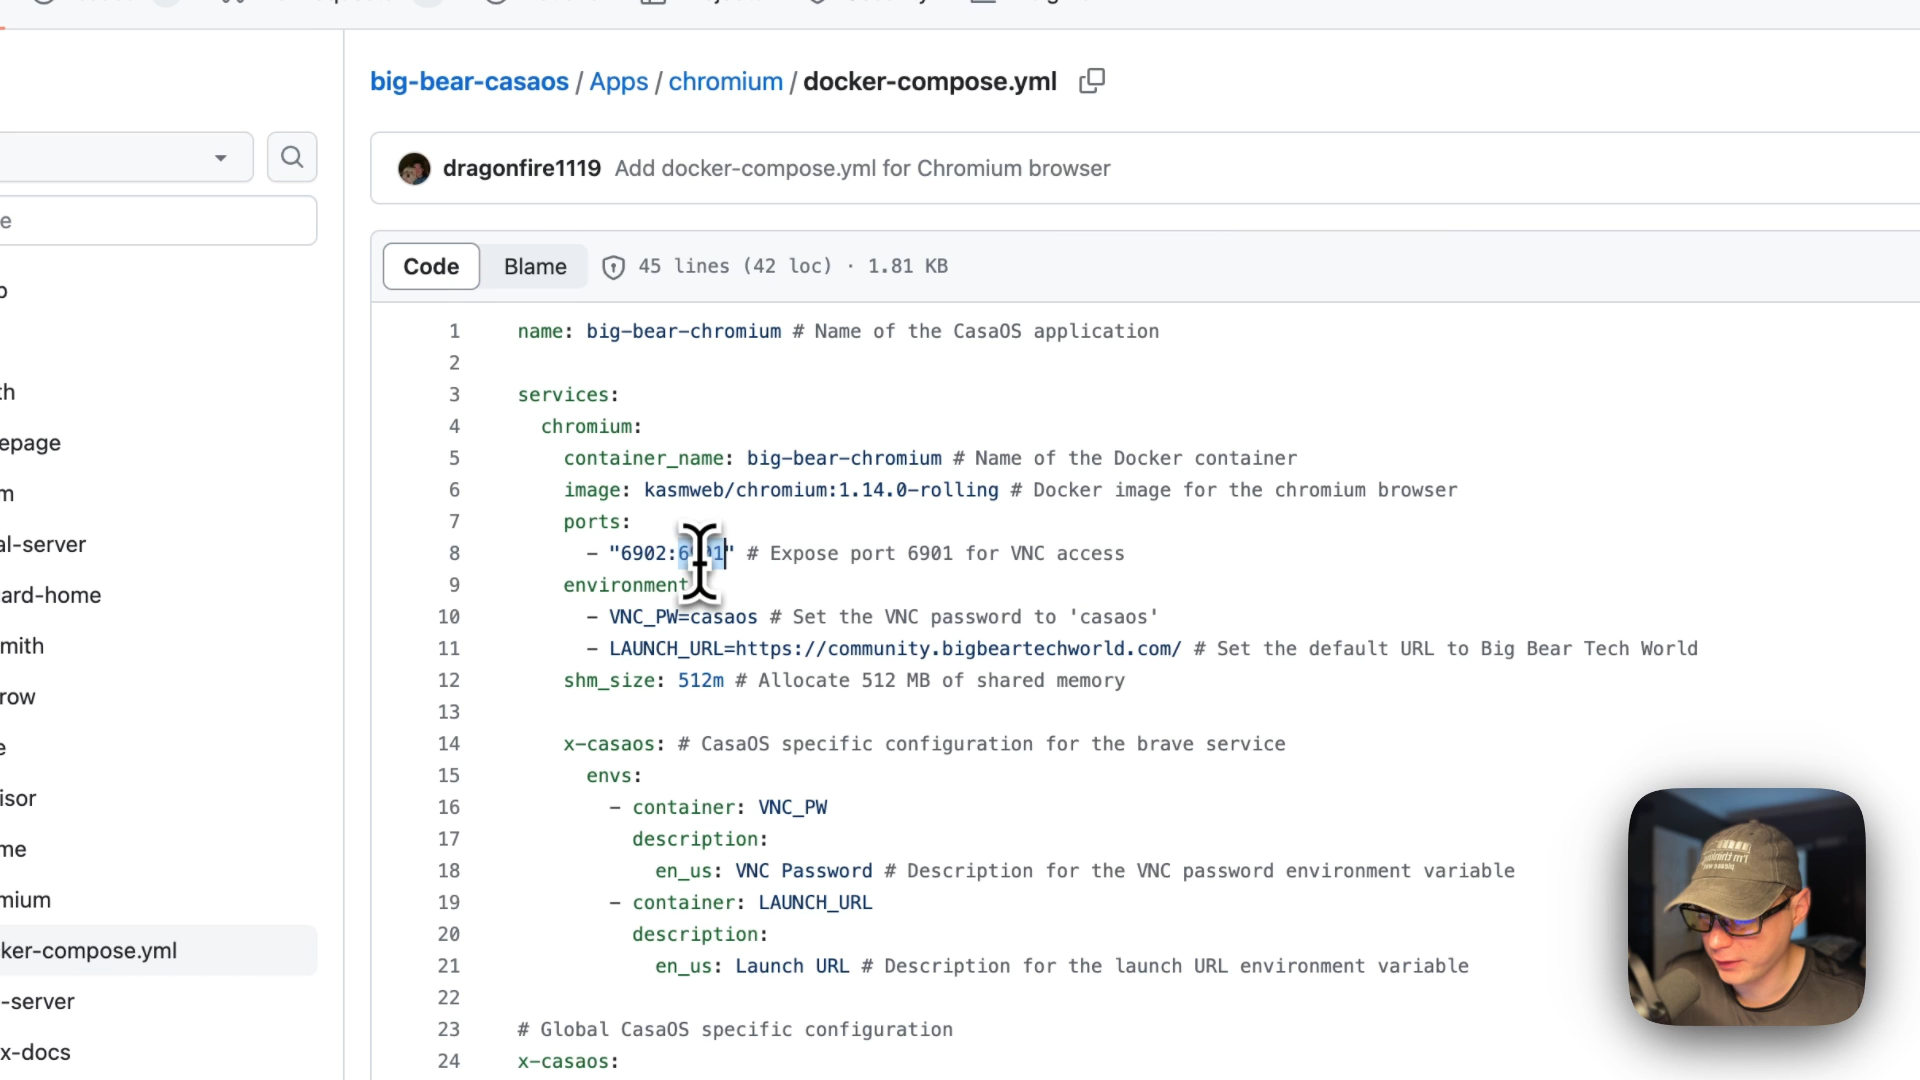 big-bear-casaos / Apps / chromium / docker-compose.yml
dragonfire1119 Add docker-compose.yml for Chromium browser
Code Blame 45 lines (42 loc) · 1.81 KB
e
th
epage
m
al-server
ard-home
mith
row
e
isor
me
mium
ker-compose.yml
-server
x-docs
1 name: big-bear-chromium # Name of the CasaOS application
2
3 services:
4 chromium:
5 container_name: big-bear-chromium # Name of the Docker container
6 image: kasmweb/chromium:1.14.0-rolling # Docker image for the chromium browser
7 ports:
8 - "6902:6901" # Expose port 6901 for VNC access
9 environment
10 - VNC_PW=casaos # Set the VNC password to 'casaos'
11 - LAUNCH_URL=https://community.bigbeartechworld.com/ # Set the default URL to Big Bear Tech World
12 shm_size: 512m # Allocate 512 MB of shared memory
13
14 x-casaos: # CasaOS specific configuration for the brave service
15 envs:
16 - container: VNC_PW
17 description:
18 en_us: VNC Password # Description for the VNC password environment variable
19 - container: LAUNCH_URL
20 description:
21 en_us: Launch URL # Description for the launch URL environment variable
22
23 # Global CasaOS specific configuration
24 x-casaos: